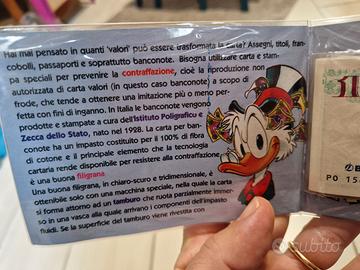 Hai mai pensato in quanti 'valori' può essere trasformata la carta? Assegni, titoli, fran-
cobolli, passaporti e soprattutto banconote. Bisogna utilizzare carta e stam-
pa speciali per prevenire la contraffazione, cioè la riproduzione non
autorizzata di carta valori (in questo caso banconote) a scopo di
frode, che tende a ottenere una imitazione più o meno per-
fetta con fini di inganno. In Italia le banconote vengono
prodotte e stampate a cura dell'Istituto Poligrafico e
Zecca dello Stato, nato nel 1928. La carta per ban-
conote ha un impasto costituito per il 100% di fibra
di cotone e il principale elemento che la tecnologia
cartaria rende disponibile per resistere alla contraffazione
è una buona filigrana
Una buona filigrana, in chiaro-scuro e tridimensionale, è
ottenibile solo con una macchina speciale, nella quale la carta
si forma attorno ad un tamburo che ruota parzialmente immer-
so in una vasca alla quale arrivano i componenti dell'impasto
fluidi. Se la superficie del tamburo viene rivestita con
PO 15
subito